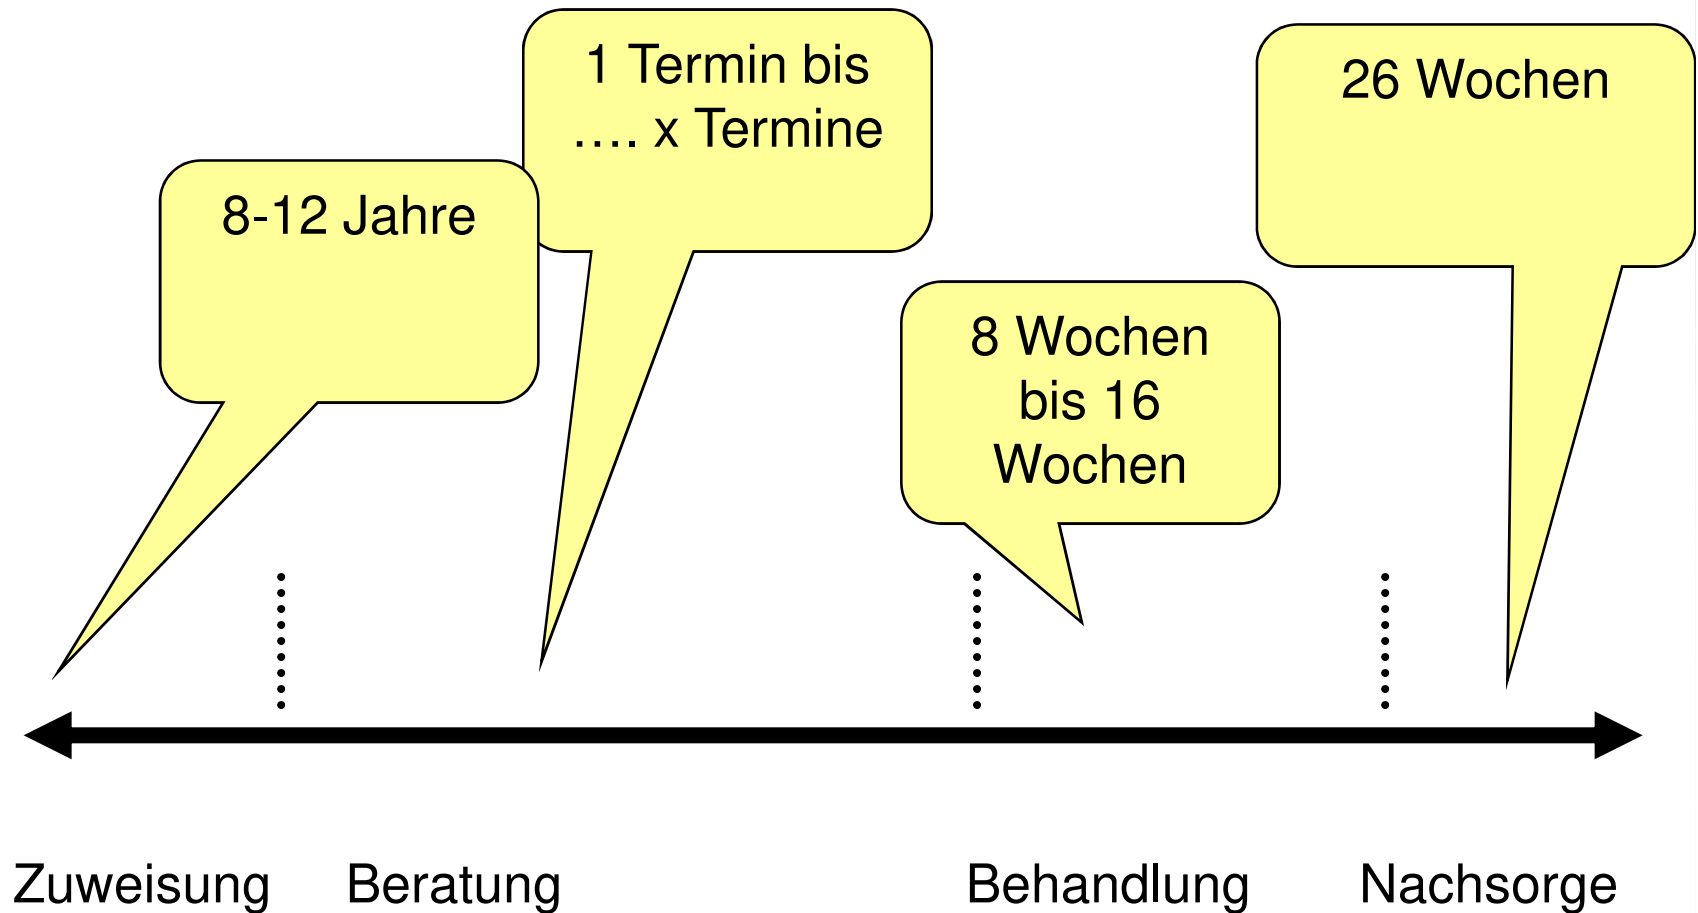 8-12 Jahre
1 Termin bis
.... x Termine
8 Wochen
bis 16
Wochen
26 Wochen
Zuweisung
Beratung
Behandlung
Nachsorge